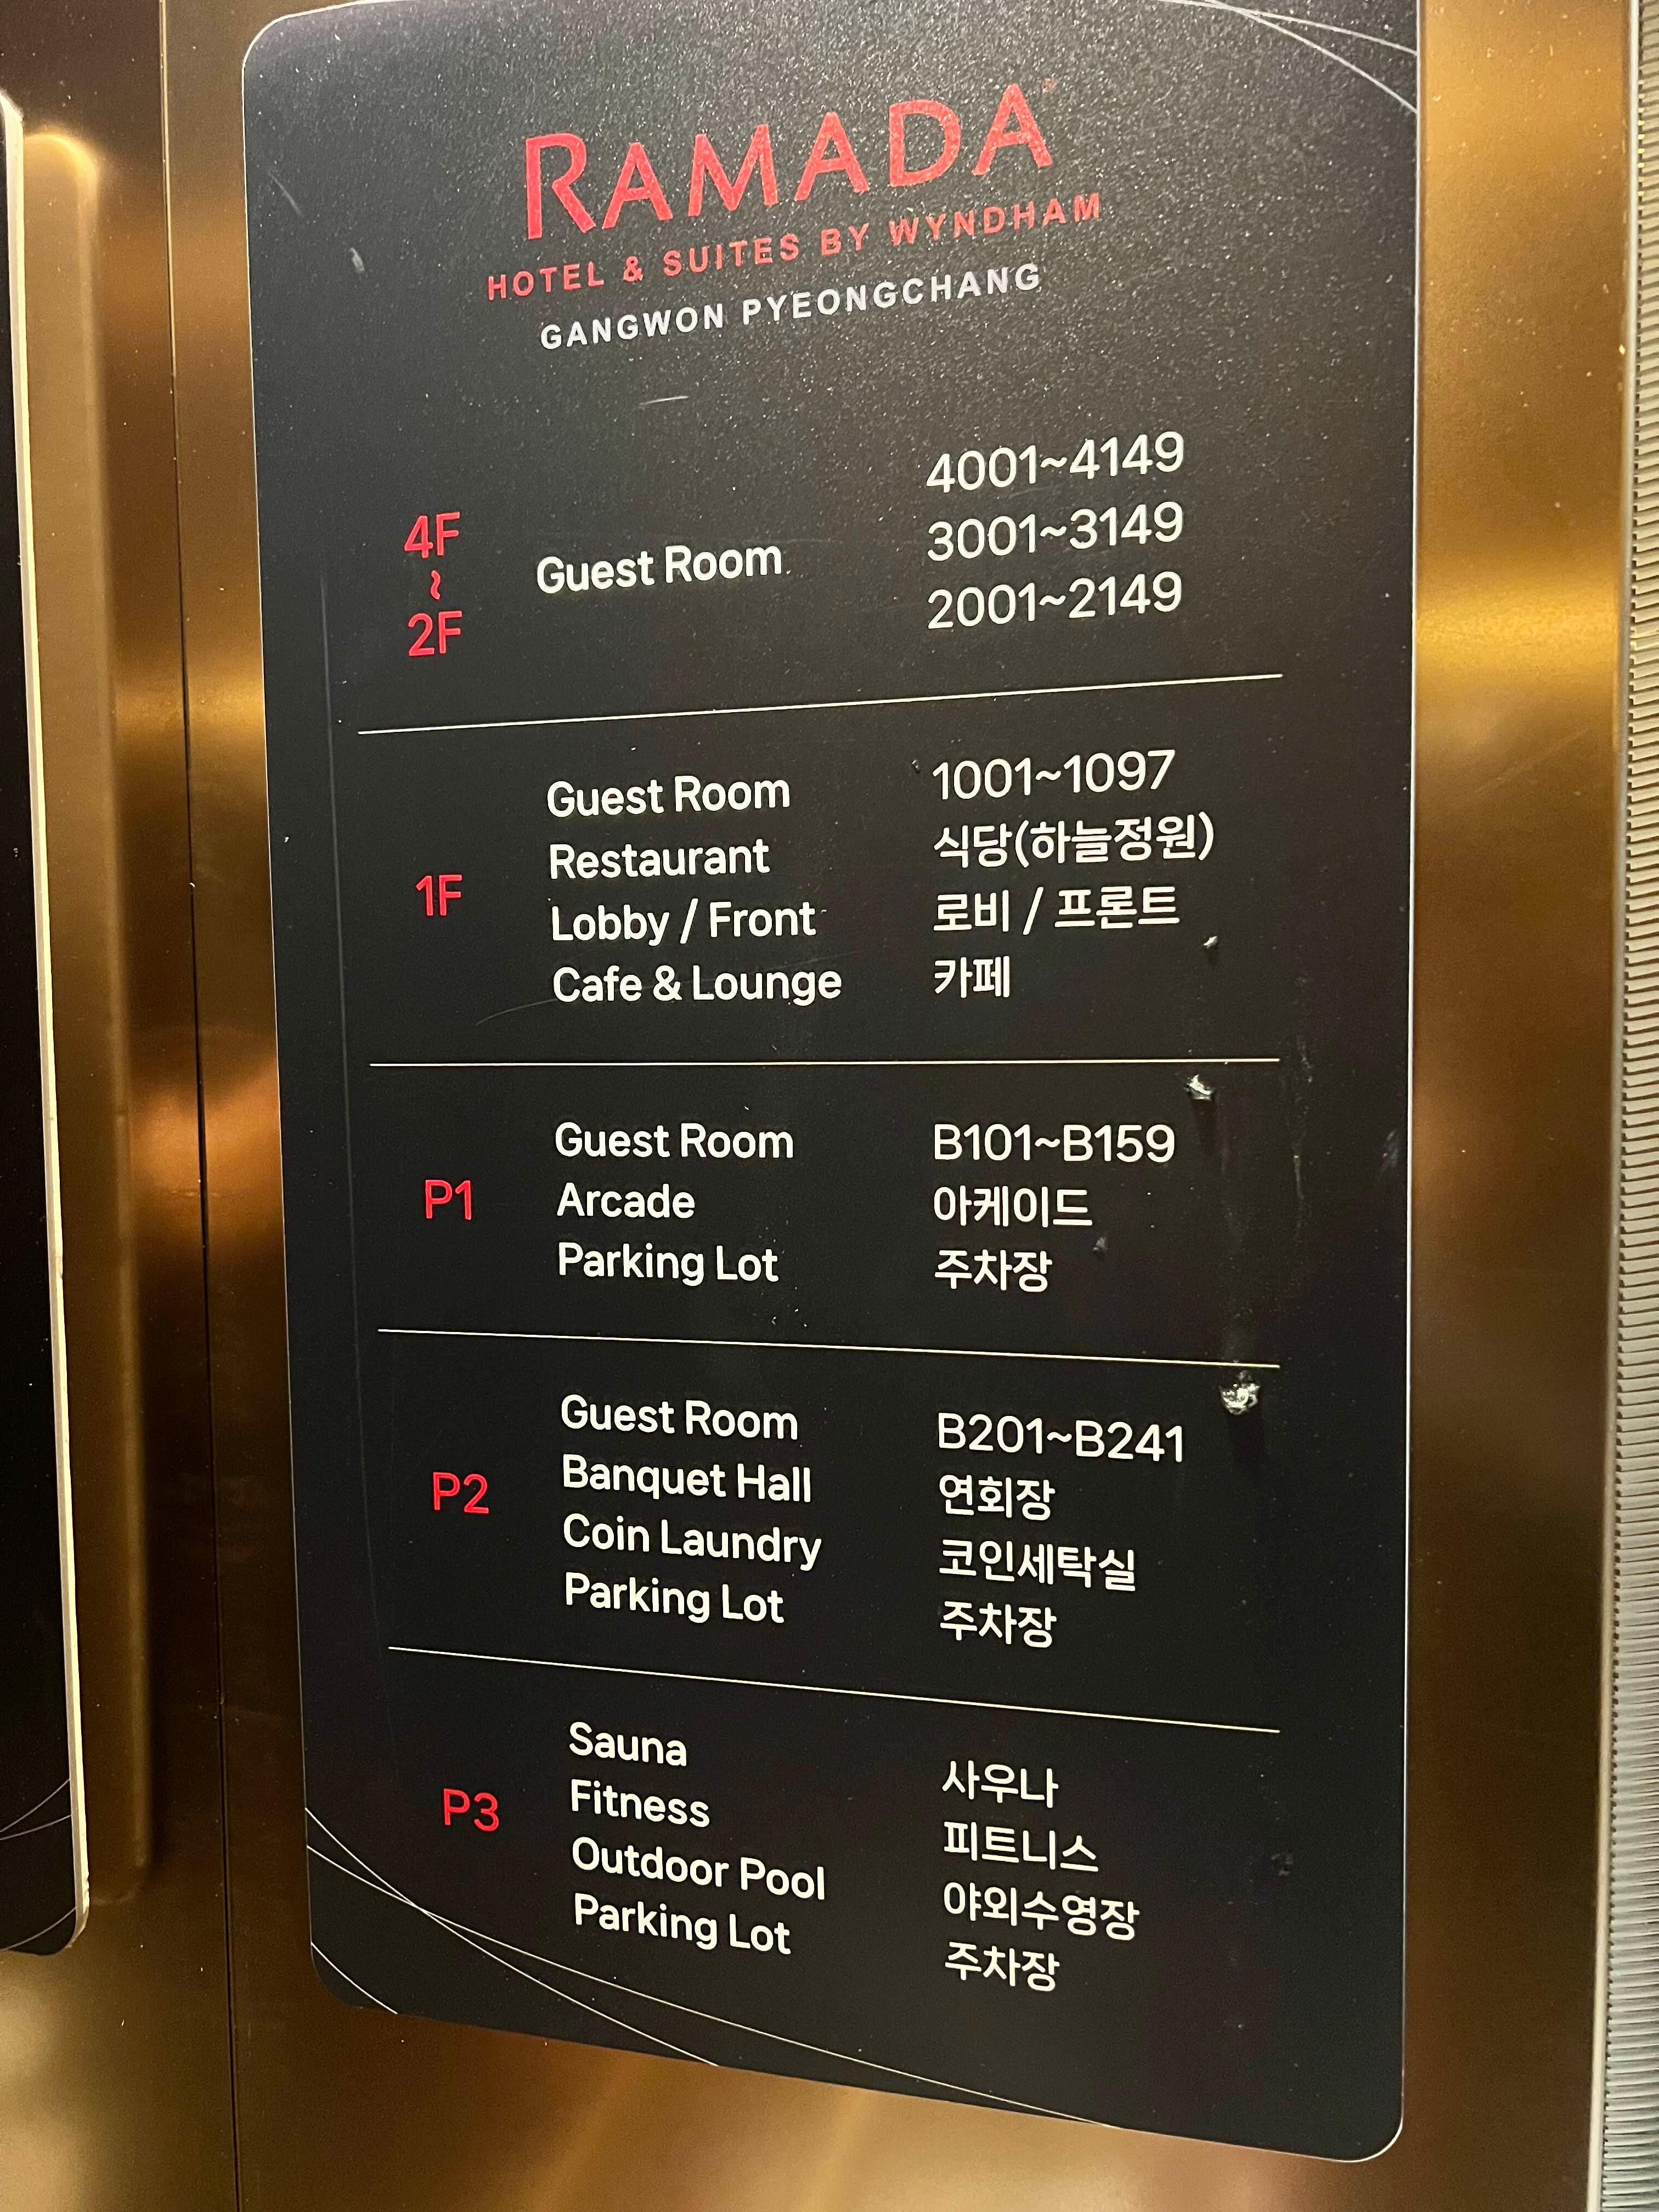 RAMADA
HOTEL & SUITES BY WYNDHAM
GANGWON PYEONGCHANG
4F
~
2F
Guest Room
4001~4149
3001~3149
2001~2149
1F
Guest Room 1001~1097
Restaurant 식당(하늘정원)
Lobby / Front 로비 / 프론트
Cafe & Lounge 카페
P1
Guest Room B101~B159
Arcade 아케이드
Parking Lot 주차장
P2
Guest Room B201~B241
Banquet Hall 연회장
Coin Laundry 코인세탁실
Parking Lot 주차장
P3
Sauna 사우나
Fitness 피트니스
Outdoor Pool 야외수영장
Parking Lot 주차장